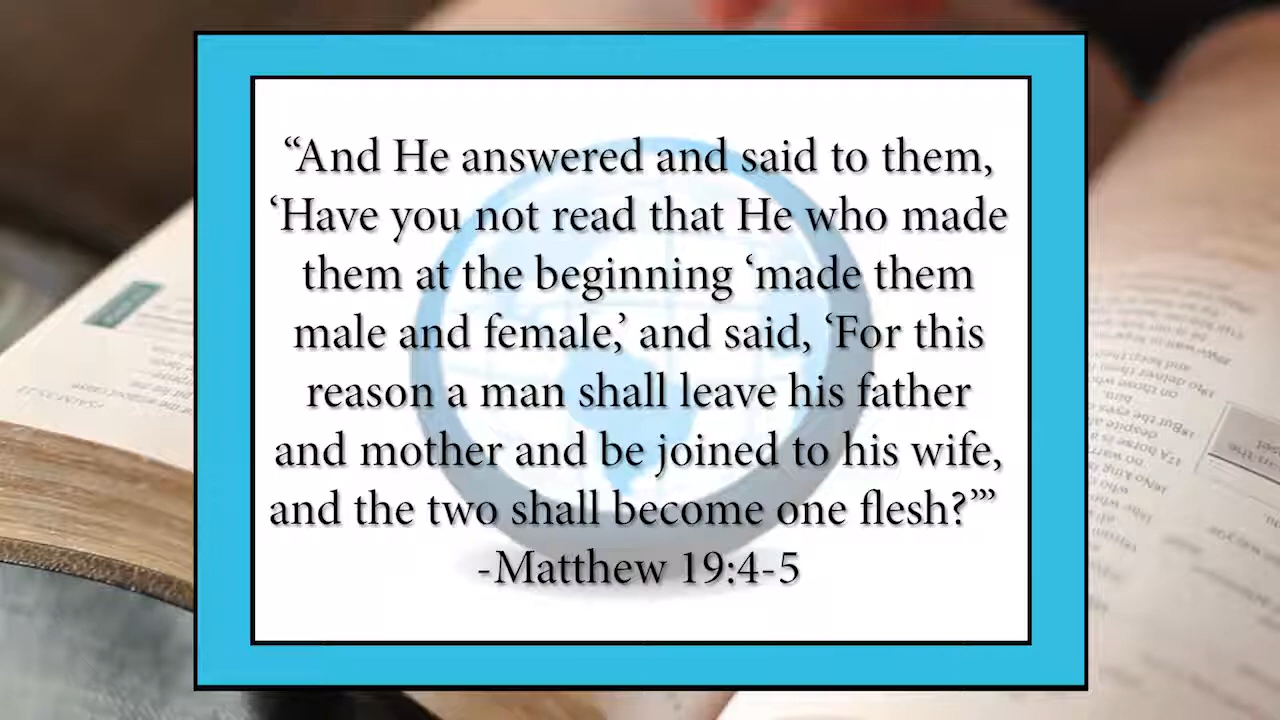 “And He answered and said to them,
‘Have you not read that He who made
them at the beginning ‘made them
male and female,’ and said, ‘For this
reason a man shall leave his father
and mother and be joined to his wife,
and the two shall become one flesh?’”
-Matthew 19:4-5